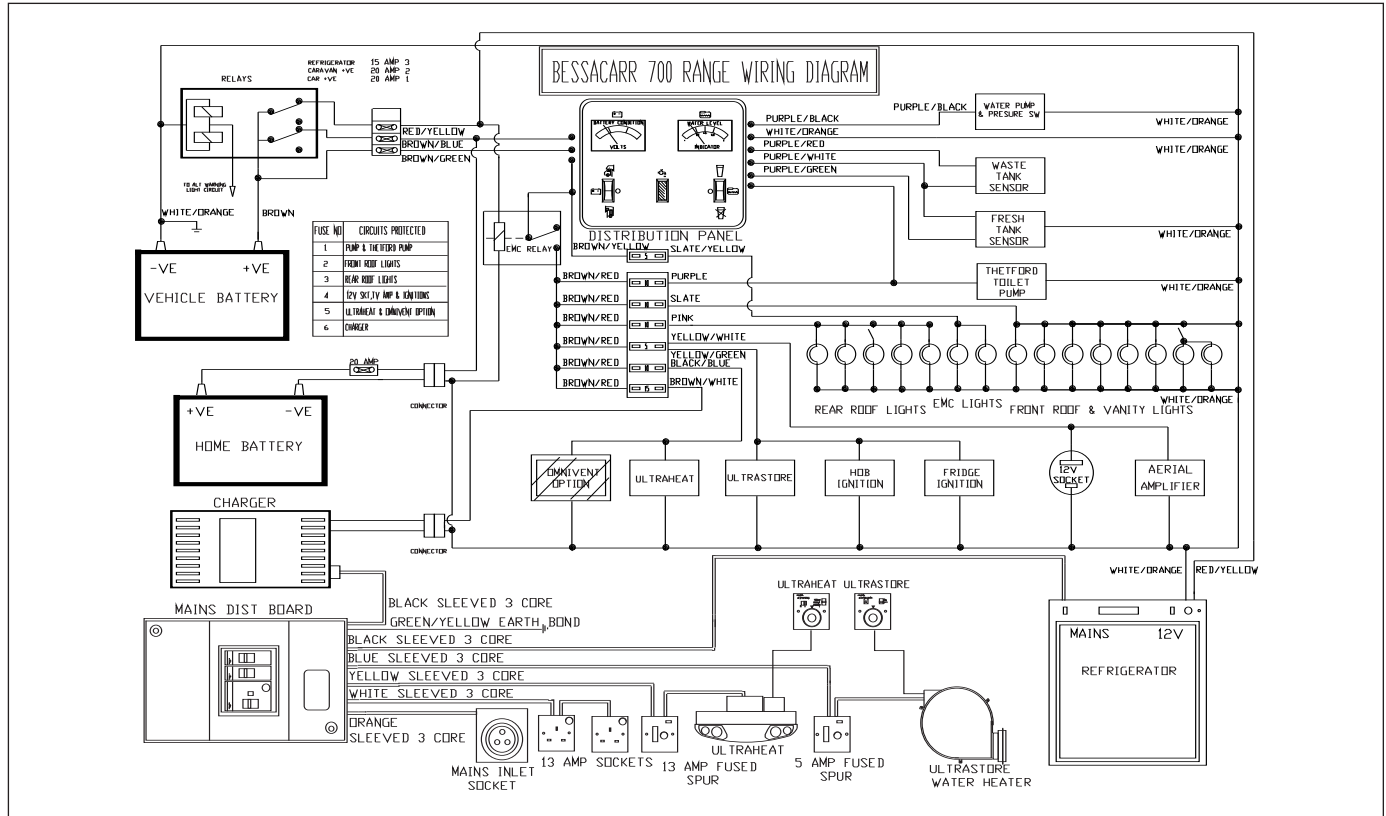 BESSACARR 700 RANGE WIRING DIAGRAM
REFRIGERATOR 15 AMP 3
CARAVAN +VE 20 AMP 2
CAR +VE 20 AMP 1
RELAYS
RED/YELLOW
BROWN/BLUE
BROWN/GREEN
TO ALT WARNING
LIGHT CIRCUIT
WHITE/ORANGE
BROWN
-VE +VE
VEHICLE BATTERY
FUSE NO CIRCUITS PROTECTED
1 PUMP & THETFORD PUMP
2 FRONT ROOF LIGHTS
3 REAR ROOF LIGHTS
4 12V SKT,TV AMP & IGNITIONS
5 ULTRAHEAT & OMNIVENT OPTION
6 CHARGER
BATTERY CONDITION
VOLTS
WATER LEVEL
INDICATOR
DISTRIBUTION PANEL
EMC RELAY
PURPLE/BLACK
WHITE/ORANGE
PURPLE/RED
PURPLE/WHITE
PURPLE/GREEN
PURPLE/BLACK
WATER PUMP
& PRESURE SW
WHITE/ORANGE
WHITE/ORANGE
WASTE
TANK
SENSOR
FRESH
TANK
SENSOR
WHITE/ORANGE
THETFORD
TOILET
PUMP
WHITE/ORANGE
BROWN/YELLOW 5 SLATE/YELLOW
BROWN/RED 10 PURPLE
BROWN/RED 10 SLATE
BROWN/RED 10 PINK
BROWN/RED 5 YELLOW/WHITE
YELLOW/GREEN
BROWN/RED 10 BLACK/BLUE
BROWN/RED 15 BROWN/WHITE
REAR ROOF LIGHTS
EMC LIGHTS
FRONT ROOF & VANITY LIGHTS
WHITE/ORANGE
20 AMP
CONNECTOR
+VE -VE
HOME BATTERY
OMNIVENT
OPTION
ULTRAHEAT
ULTRASTORE
HOB
IGNITION
FRIDGE
IGNITION
12V
SOCKET
AERIAL
AMPLIFIER
CHARGER
CONNECTOR
WHITE/ORANGE
RED/YELLOW
MAINS DIST BOARD
BLACK SLEEVED 3 CORE
GREEN/YELLOW EARTH BOND
BLACK SLEEVED 3 CORE
BLUE SLEEVED 3 CORE
YELLOW SLEEVED 3 CORE
WHITE SLEEVED 3 CORE
ORANGE
SLEEVED 3 CORE
MAINS INLET
SOCKET
13 AMP SOCKETS
13 AMP FUSED
SPUR
ULTRAHEAT
5 AMP FUSED
SPUR
ULTRAHEAT ULTRASTORE
ULTRASTORE
WATER HEATER
MAINS 12V
REFRIGERATOR